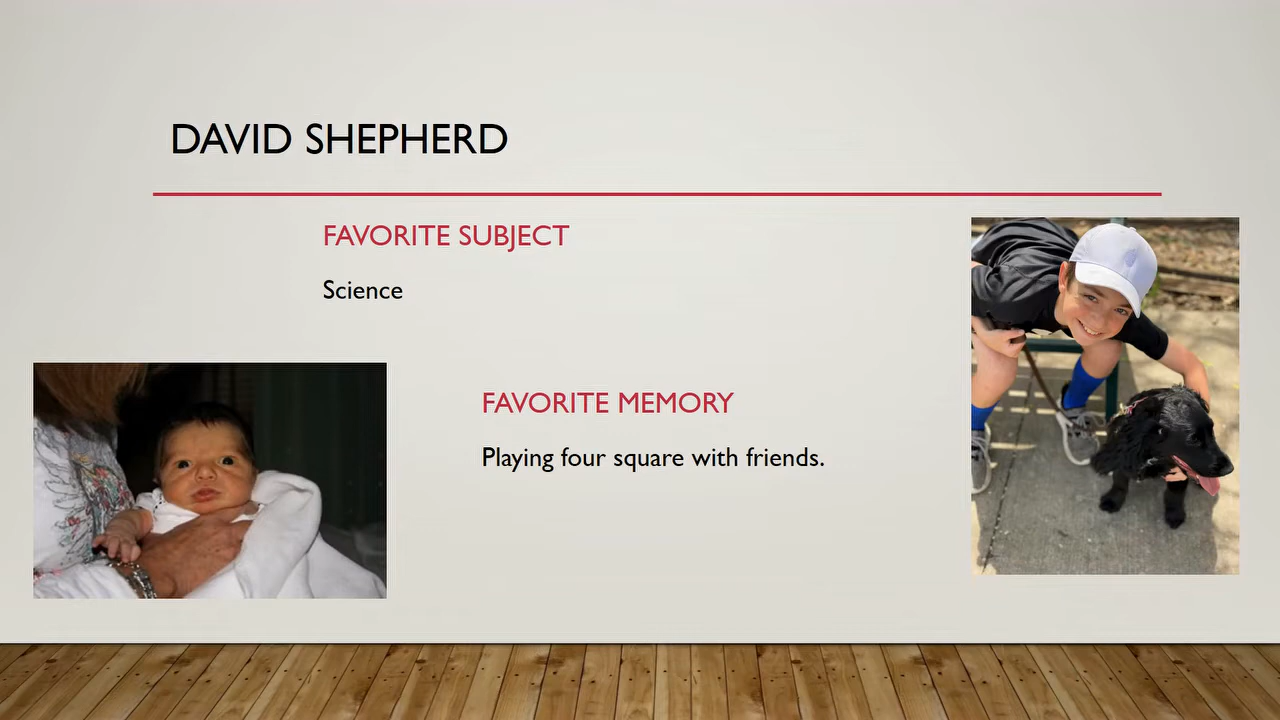 DAVID SHEPHERD
FAVORITE SUBJECT
Science
FAVORITE MEMORY
Playing four square with friends.